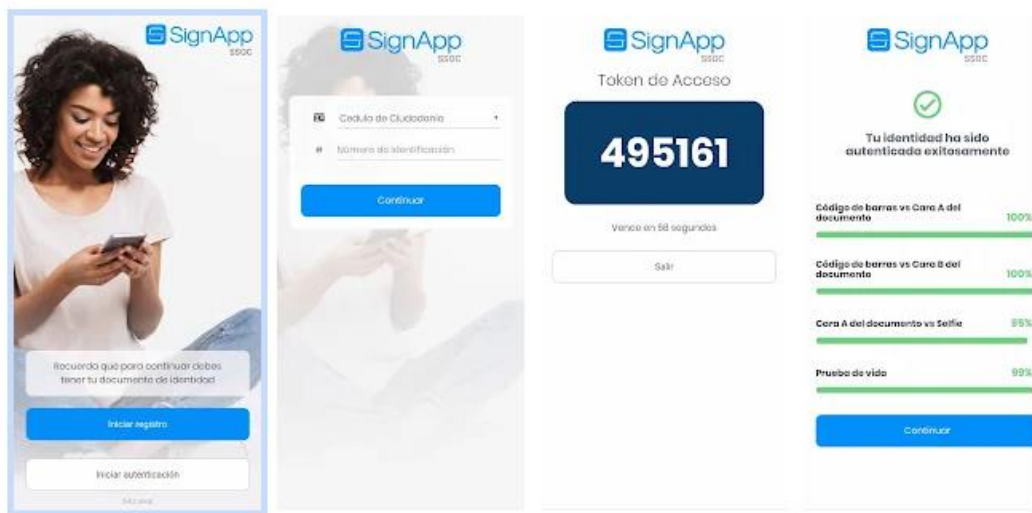 SignApp
SSOC
Recuerda que para continuar debes
tener tu documento de identidad
Iniciar registro
Iniciar autenticación
SignApp
SSOC
Cedula de Ciudadania
# Número de identificación
Continuar
SignApp
SSOC
Token de Acceso
495161
Vence en 58 segundos
Salir
SignApp
SSOC
Tu identidad ha sido
autenticada exitosamente
Código de barras vs Cara A del
documento 100%
Código de barras vs Cara B del
documento 100%
Cara A del documento vs Selfie 95%
Prueba de vida 99%
Continuar